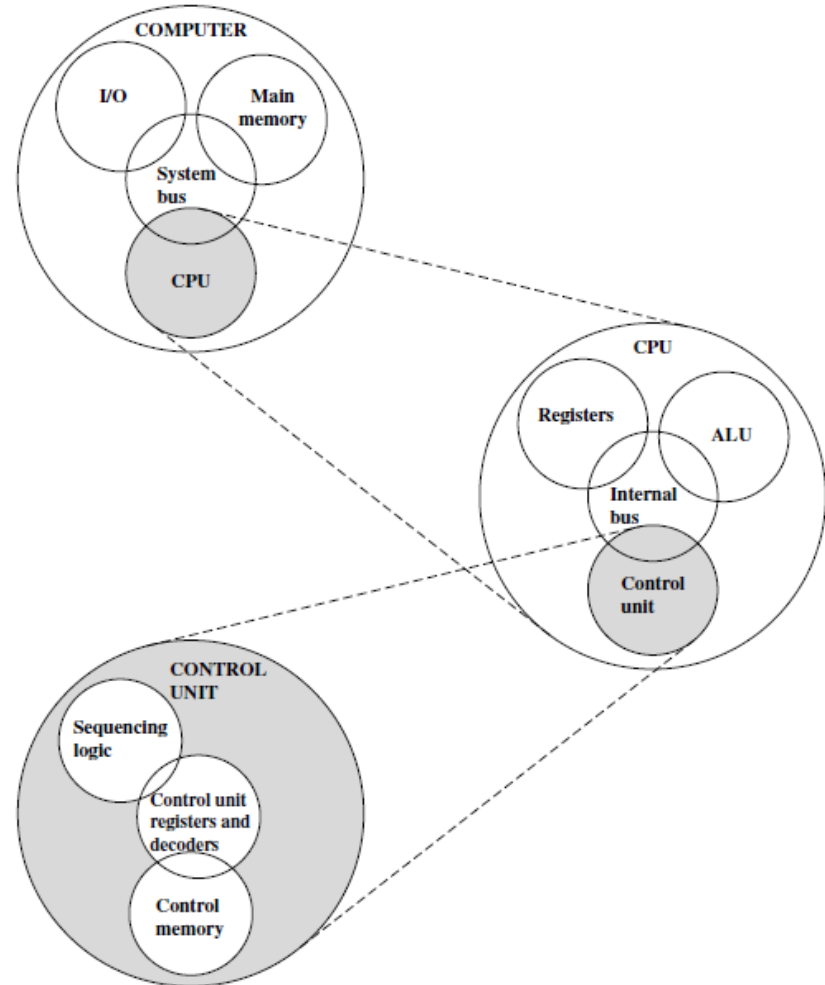 COMPUTER
I/O
Main
memory
System
bus
CPU
CPU
Registers
ALU
Internal
bus
Control
unit
CONTROL
UNIT
Sequencing
logic
Control unit
registers and
decoders
Control
memory